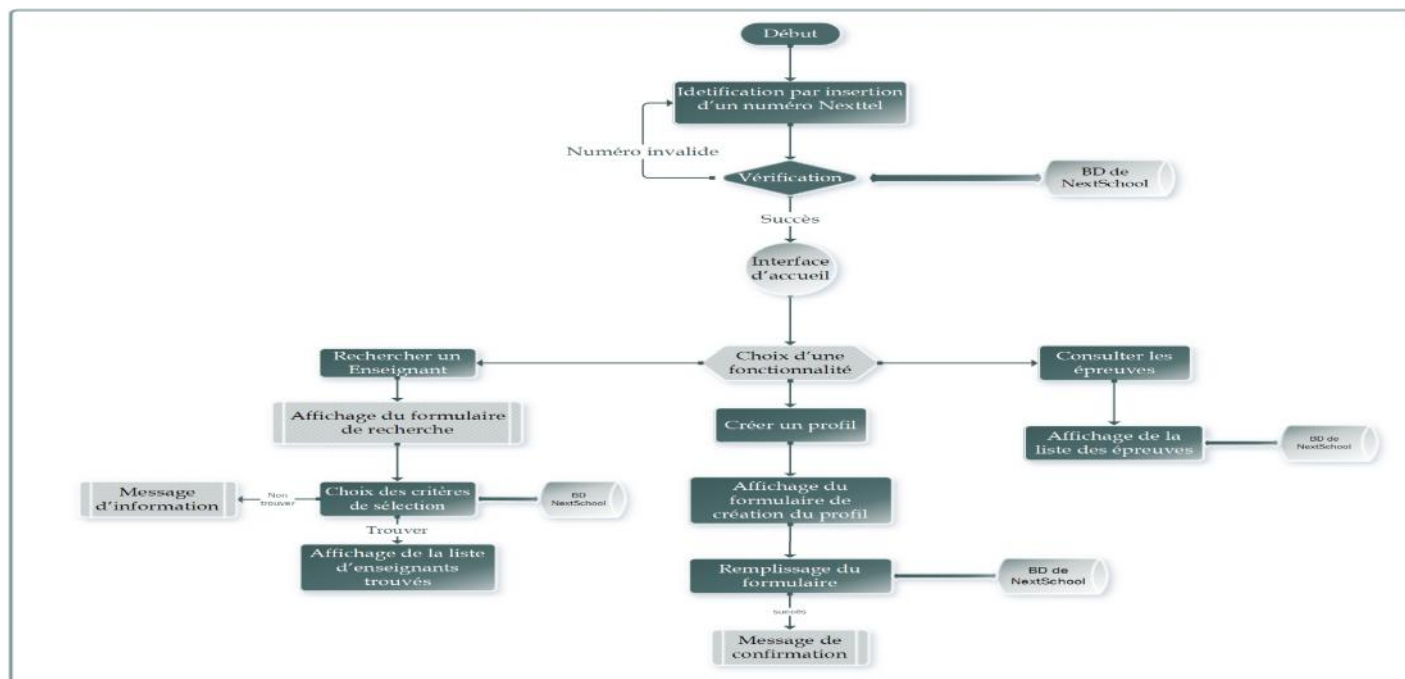 Début
Idetification par insertion
d'un numéro Nexttel
Numéro invalide
Vérification
BD de
NextSchool
Succès
Interface
d'accueil
Rechercher un
Enseignant
Choix d'une
fonctionnalité
Consulter les
épreuves
Affichage du formulaire
de recherche
Créer un profil
Affichage de la
liste des épreuves
BD de
NextSchool
Message
d'information
Non
trouver
Choix des critères
de sélection
BD
NextSchool
Affichage du
formulaire de
création du profil
Trouver
Affichage de la liste
d'enseignants
trouvés
Remplissage du
formulaire
BD de
NextSchool
succès
Message de
confirmation